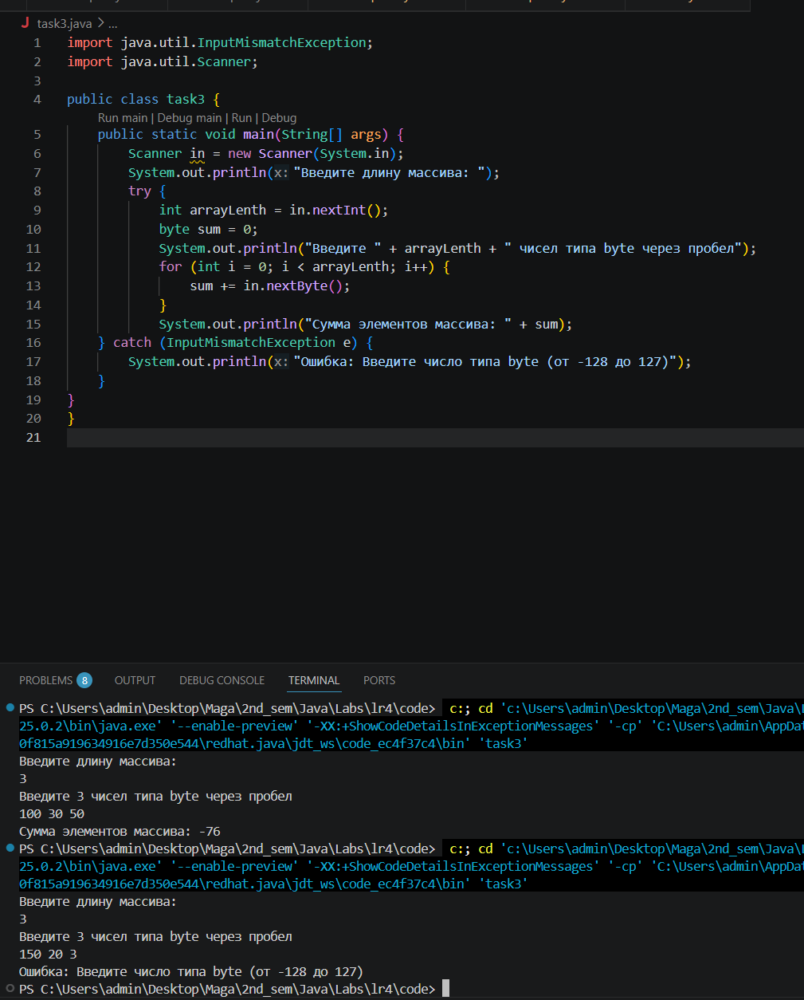 J task3.java > ...
1 import java.util.InputMismatchException;
2 import java.util.Scanner;
3
4 public class task3 {
Run main | Debug main | Run | Debug
5 public static void main(String[] args) {
6 Scanner in = new Scanner(System.in);
7 System.out.println(x: "Введите длину массива: ");
8 try {
9 int arrayLenth = in.nextInt();
10 byte sum = 0;
11 System.out.println("Введите " + arrayLenth + " чисел типа byte через пробел");
12 for (int i = 0; i < arrayLenth; i++) {
13 sum += in.nextByte();
14 }
15 System.out.println("Сумма элементов массива: " + sum);
16 } catch (InputMismatchException e) {
17 System.out.println(x: "Ошибка: Введите число типа byte (от -128 до 127)");
18 }
19 }
20 }
21
PROBLEMS 8 OUTPUT DEBUG CONSOLE TERMINAL PORTS
PS C:\Users\admin\Desktop\Maga\2nd_sem\Java\Labs\lr4\code> c:; cd 'c:\Users\admin\Desktop\Maga\2nd_sem\Java\
25.0.2\bin\java.exe' '--enable-preview' '-XX:+ShowCodeDetailsInExceptionMessages' '-cp' 'C:\Users\admin\AppDat
0f815a919634916e7d350e544\redhat.java\jdt_ws\code_ec4f37c4\bin' 'task3'
Введите длину массива:
3
Введите 3 чисел типа byte через пробел
100 30 50
Сумма элементов массива: -76
PS C:\Users\admin\Desktop\Maga\2nd_sem\Java\Labs\lr4\code> c:; cd 'c:\Users\admin\Desktop\Maga\2nd_sem\Java\
25.0.2\bin\java.exe' '--enable-preview' '-XX:+ShowCodeDetailsInExceptionMessages' '-cp' 'C:\Users\admin\AppDat
0f815a919634916e7d350e544\redhat.java\jdt_ws\code_ec4f37c4\bin' 'task3'
Введите длину массива:
3
Введите 3 чисел типа byte через пробел
150 20 3
Ошибка: Введите число типа byte (от -128 до 127)
PS C:\Users\admin\Desktop\Maga\2nd_sem\Java\Labs\lr4\code>